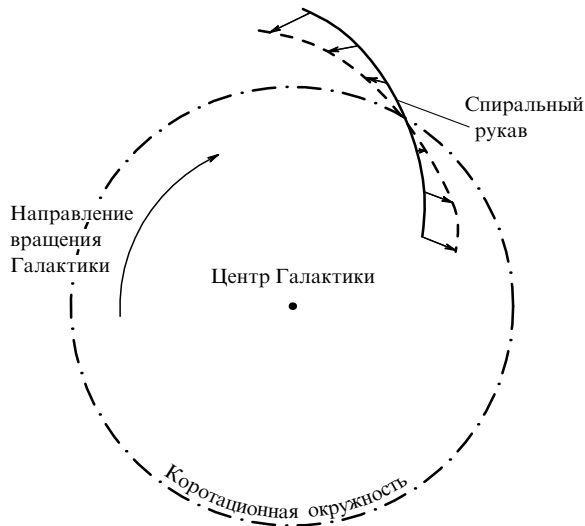 Спиральный
рукав
Направление
вращения
Галактики
Центр Галактики
Коротационная окружность